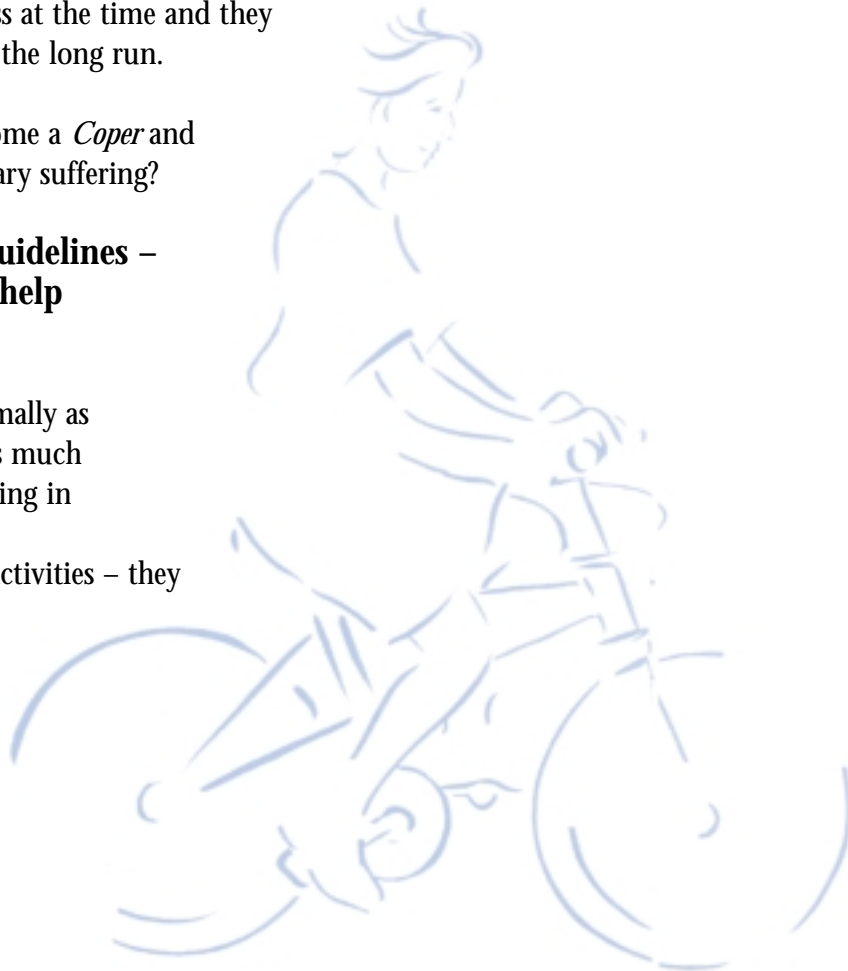 ss at the time and they
the long run.
ome a Coper and
ary suffering?
uidelines –
help
mally as
s much
ing in
ctivities – they